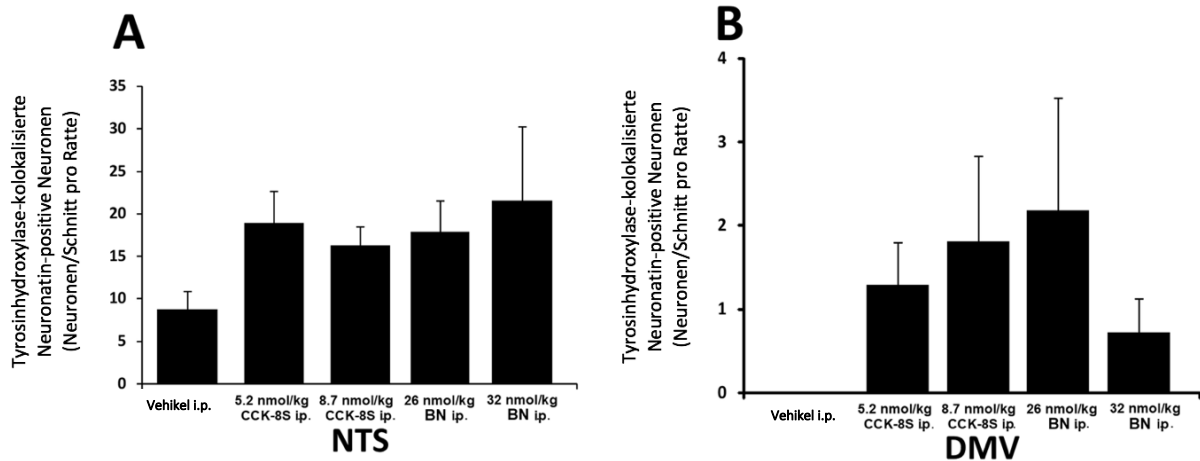 A
Tyrosinhydroxylase-kolokalisierte
Neuronatin-positive Neuronen
(Neuronen/Schnitt pro Ratte)
35
30
25
20
15
10
5
0
Vehikel i.p.
5.2 nmol/kg
CCK-8S ip.
8.7 nmol/kg
CCK-8S ip.
26 nmol/kg
BN ip.
32 nmol/kg
BN ip.
NTS
B
Tyrosinhydroxylase-kolokalisierte
Neuronatin-positive Neuronen
(Neuronen/Schnitt pro Ratte)
4
3
2
1
0
Vehikel i.p.
5.2 nmol/kg
CCK-8S ip.
8.7 nmol/kg
CCK-8S ip.
26 nmol/kg
BN ip.
32 nmol/kg
BN ip.
DMV